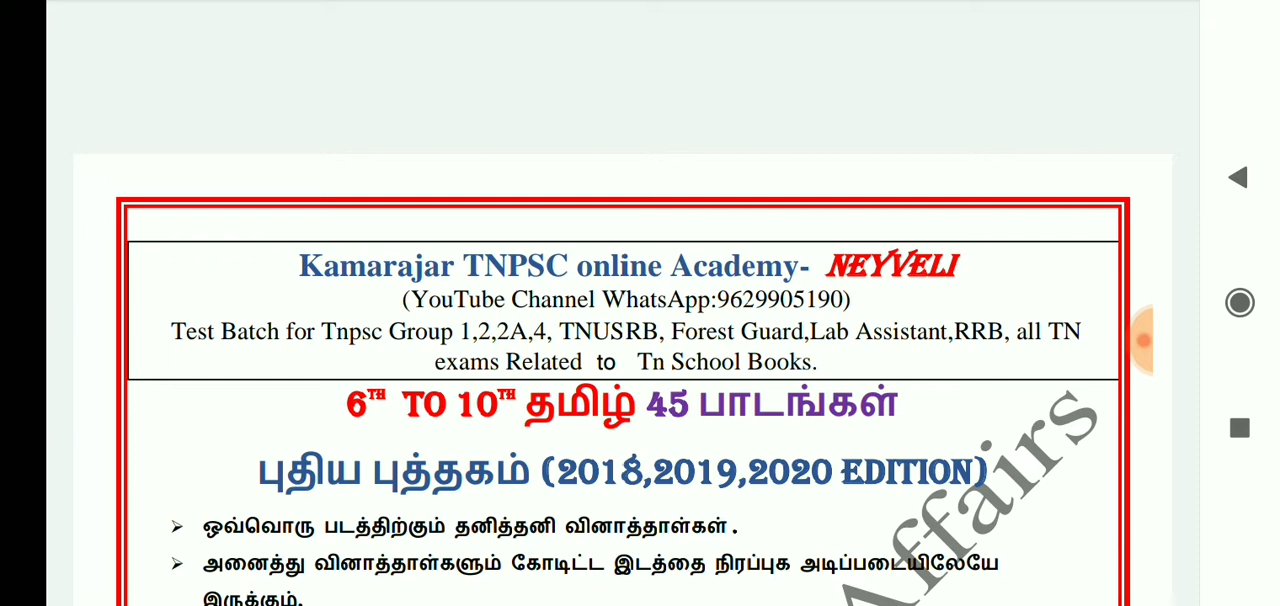 Kamarajar TNPSC online Academy- NEYVELI
(YouTube Channel WhatsApp:9629905190)
Test Batch for Tnpsc Group 1,2,2A,4, TNUSRB, Forest Guard,Lab Assistant,RRB, all TN
exams Related to Tn School Books.
6TH TO 10TH தமிழ் 45 பாடங்கள்
புதிய புத்தகம் (2018,2019,2020 EDITION)
➢ ஒவ்வொரு படத்திற்கும் தனித்தனி வினாத்தாள்கள்.
➢ அனைத்து வினாத்தாள்களும் கோடிட்ட இடத்தை நிரப்புக அடிப்படையிலேயே
இருக்கும்.
Affairs